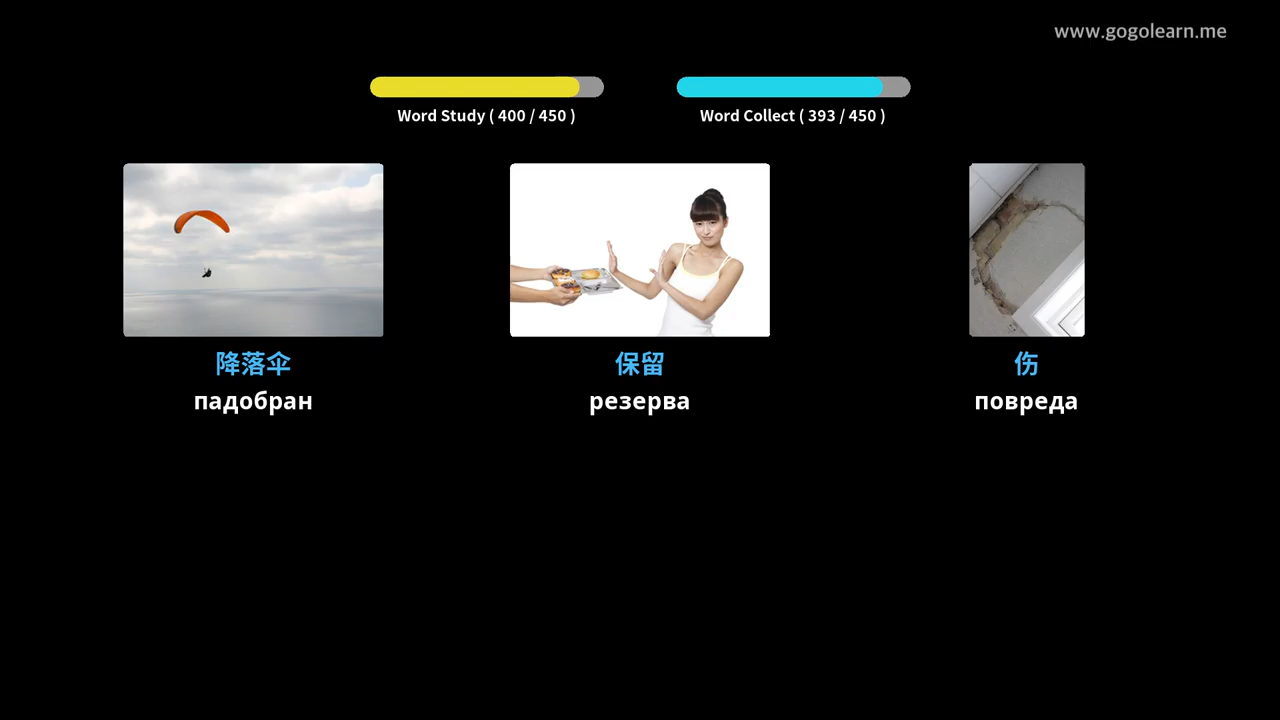 www.gogolearn.me
Word Study ( 400 / 450 )
Word Collect ( 393 / 450 )
降落伞
保留
伤
падобран
резерва
повреда